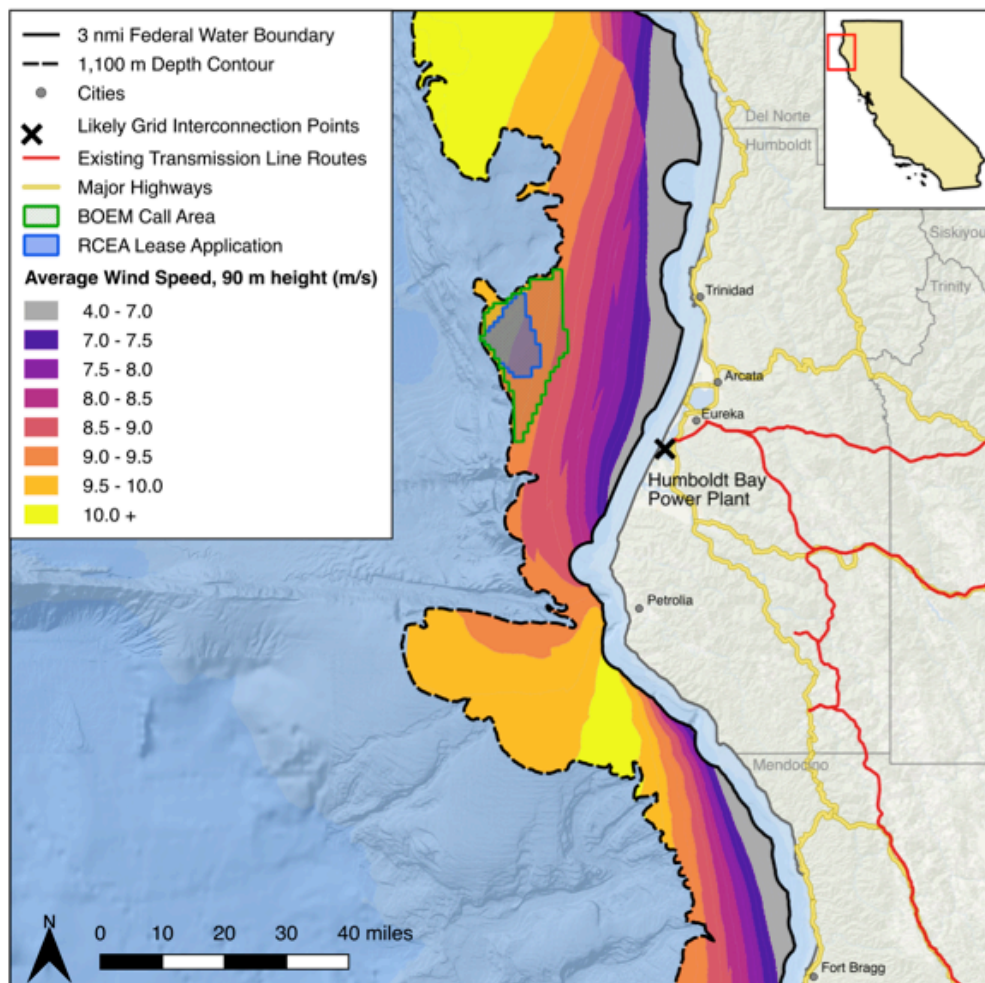 3 nmi Federal Water Boundary
1,100 m Depth Contour
Cities
Likely Grid Interconnection Points
Existing Transmission Line Routes
Major Highways
BOEM Call Area
RCEA Lease Application
Average Wind Speed, 90 m height (m/s)
4.0 - 7.0
7.0 - 7.5
7.5 - 8.0
8.0 - 8.5
8.5 - 9.0
9.0 - 9.5
9.5 - 10.0
10.0 +
Del Norte
Humboldt
Siskiyou
Trinity
Trinidad
Arcata
Eureka
Humboldt Bay
Power Plant
Petrolia
Mendocino
Fort Bragg
N
0 10 20 30 40 miles